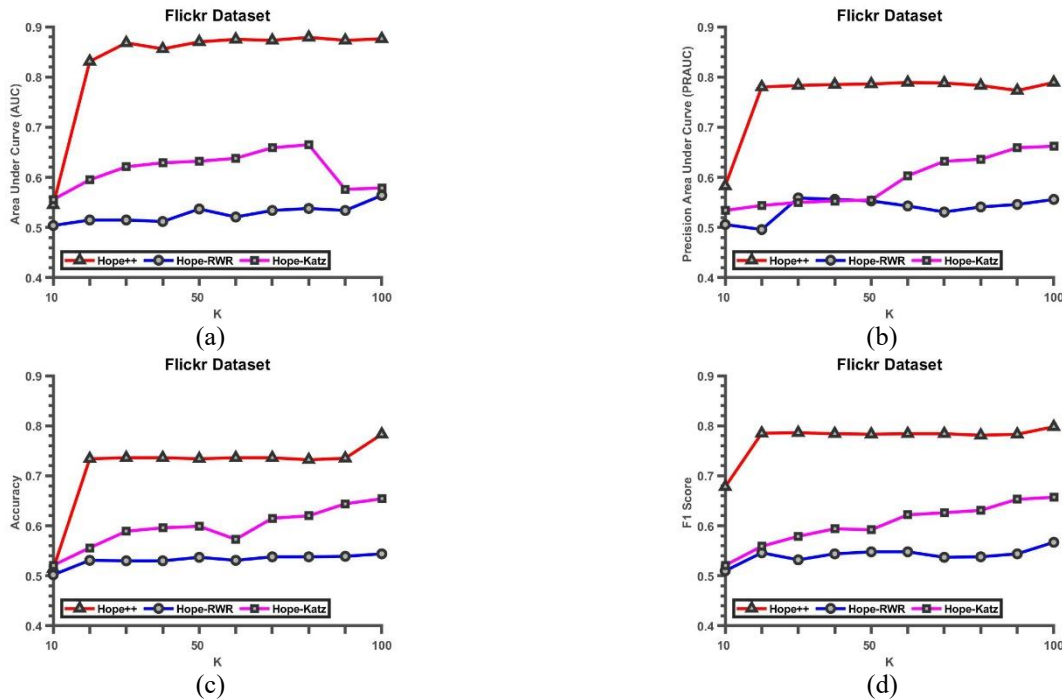 Flickr Dataset
0.9
0.8
0.7
0.6
0.5
0.4
Area Under Curve (AUC)
Hope++ Hope-RWR Hope-Katz
10 50 100
K
(a)
Flickr Dataset
0.9
0.8
0.7
0.6
0.5
0.4
Precision Area Under Curve (PRAUC)
Hope++ Hope-RWR Hope-Katz
10 50 100
K
(b)
Flickr Dataset
0.9
0.8
0.7
0.6
0.5
0.4
Accuracy
Hope++ Hope-RWR Hope-Katz
10 50 100
K
(c)
Flickr Dataset
0.9
0.8
0.7
0.6
0.5
0.4
F1 Score
Hope++ Hope-RWR Hope-Katz
10 50 100
K
(d)